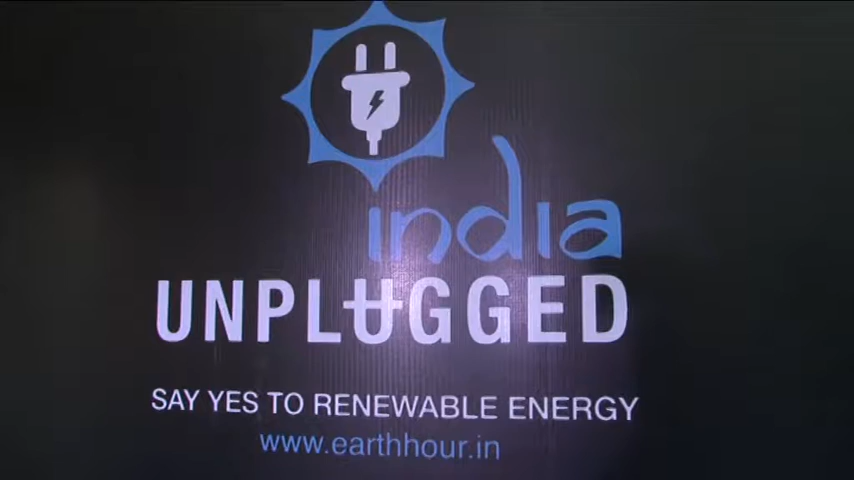 india
UNPLUGGED
SAY YES TO RENEWABLE ENERGY
www.earthhour.in